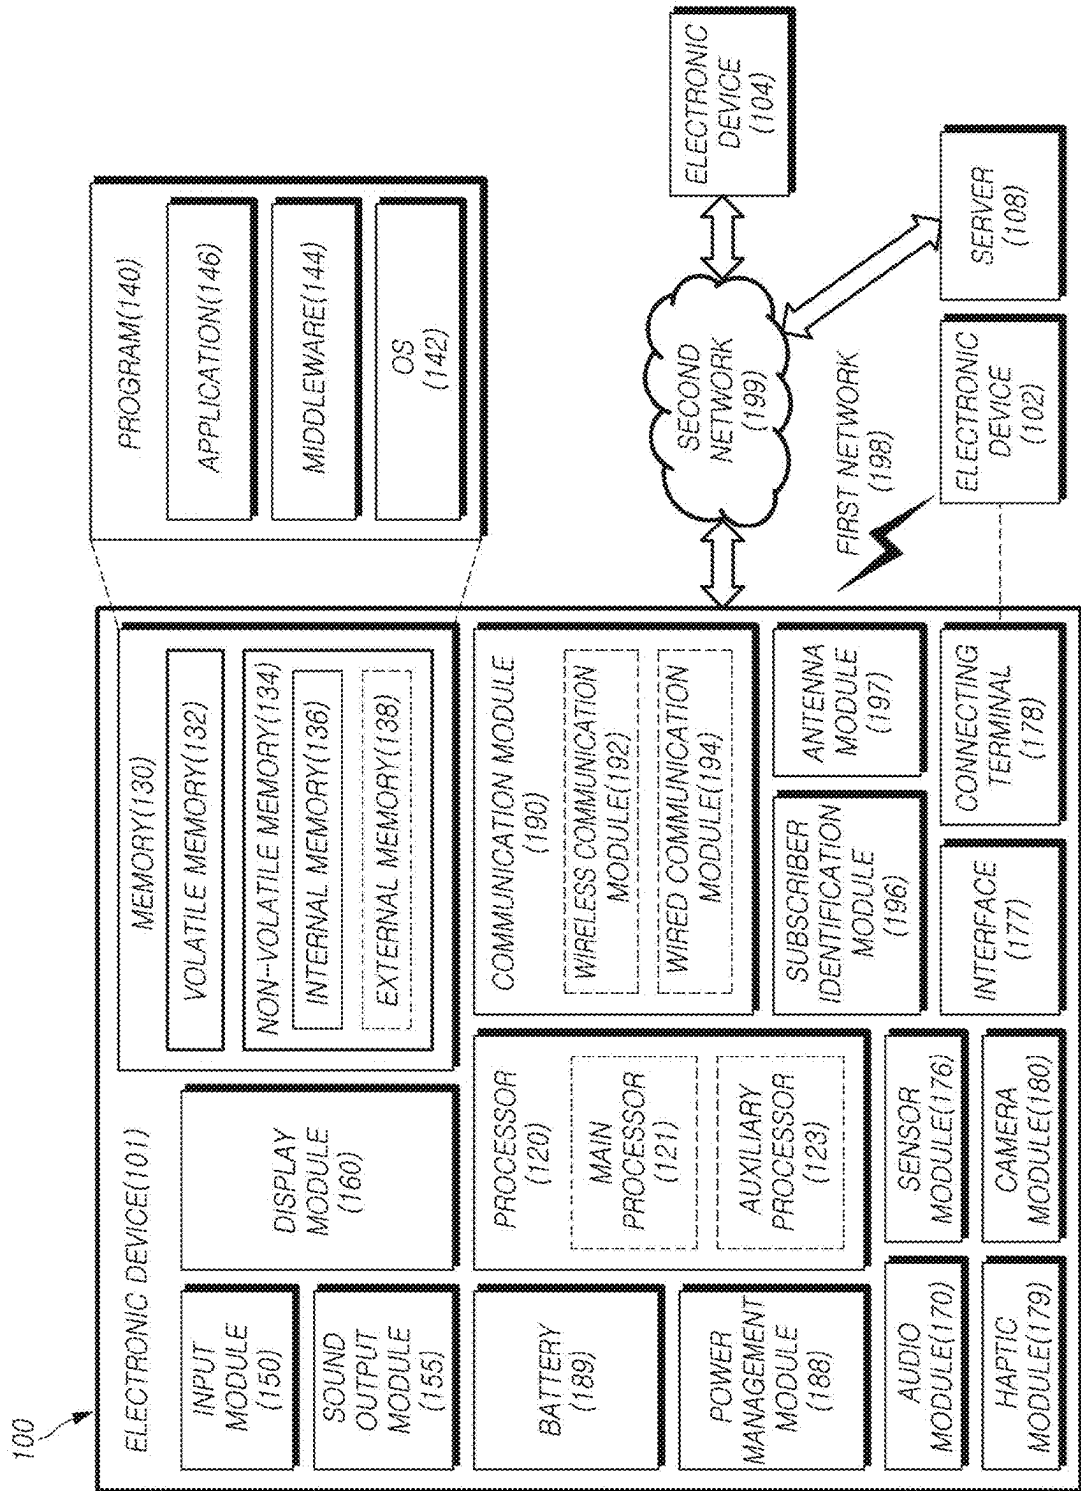 100
ELECTRONIC DEVICE(101)
INPUT
MODULE
(150)
SOUND
OUTPUT
MODULE
(155)
DISPLAY
MODULE
(160)
MEMORY(130)
VOLATILE MEMORY(132)
NON-VOLATILE MEMORY(134)
INTERNAL MEMORY(136)
EXTERNAL MEMORY(138)
PROGRAM(140)
APPLICATION(146)
MIDDLEWARE(144)
OS
(142)
BATTERY
(189)
POWER
MANAGEMENT
MODULE
(188)
PROCESSOR
(120)
MAIN
PROCESSOR
(121)
AUXILIARY
PROCESSOR
(123)
COMMUNICATION MODULE
(190)
WIRELESS COMMUNICATION
MODULE(192)
WIRED COMMUNICATION
MODULE(194)
SUBSCRIBER
IDENTIFICATION
MODULE
(196)
ANTENNA
MODULE
(197)
AUDIO
MODULE(170)
SENSOR
MODULE(176)
HAPTIC
MODULE(179)
CAMERA
MODULE(180)
INTERFACE
(177)
CONNECTING
TERMINAL
(178)
SECOND
NETWORK
(199)
FIRST NETWORK
(198)
ELECTRONIC
DEVICE
(104)
ELECTRONIC
DEVICE
(102)
SERVER
(108)